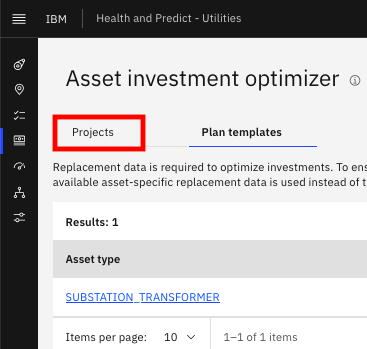 IBM Health and Predict - Utilities
Asset investment optimizer
Projects Plan templates
Replacement data is required to optimize investments. To ens
available asset-specific replacement data is used instead of t
Results: 1
Asset type
SUBSTATION_TRANSFORMER
Items per page: 10 1–1 of 1 items